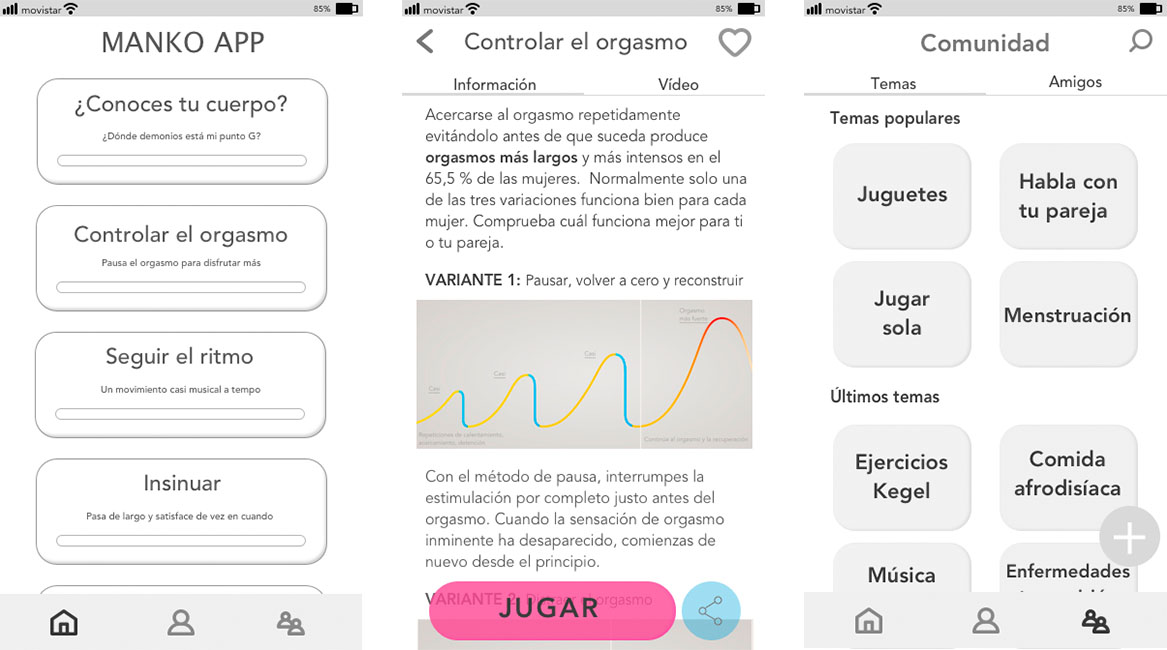 movistar
85%
MANKO APP
¿Conoces tu cuerpo?
¿Dónde demonios está mi punto G?
Controlar el orgasmo
Pausa el orgasmo para disfrutar más
Seguir el ritmo
Un movimiento casi musical a tempo
Insinuar
Pasa de largo y satisface de vez en cuando
movistar
85%
Controlar el orgasmo
Información
Vídeo
Acercarse al orgasmo repetidamente
evitándolo antes de que suceda produce
orgasmos más largos y más intensos en el
65,5 % de las mujeres. Normalmente solo una
de las tres variaciones funciona bien para cada
mujer. Comprueba cuál funciona mejor para ti
o tu pareja.
VARIANTE 1: Pausar, volver a cero y reconstruir
Orgasmo
más fuerte
Casi
Casi
Casi
Repeticiones de calentamiento,
acercamiento, detención
Continúa al orgasmo y la recuperación
Con el método de pausa, interrumpes la
estimulación por completo justo antes del
orgasmo. Cuando la sensación de orgasmo
inminente ha desaparecido, comienzas de
nuevo desde el principio.
VARIANTE 2: el orgasmo
JUGAR
movistar
85%
Comunidad
Temas
Amigos
Temas populares
Juguetes
Habla con
tu pareja
Jugar
sola
Menstruación
Últimos temas
Ejercicios
Kegel
Comida
afrodisíaca
Música
Enfermedades